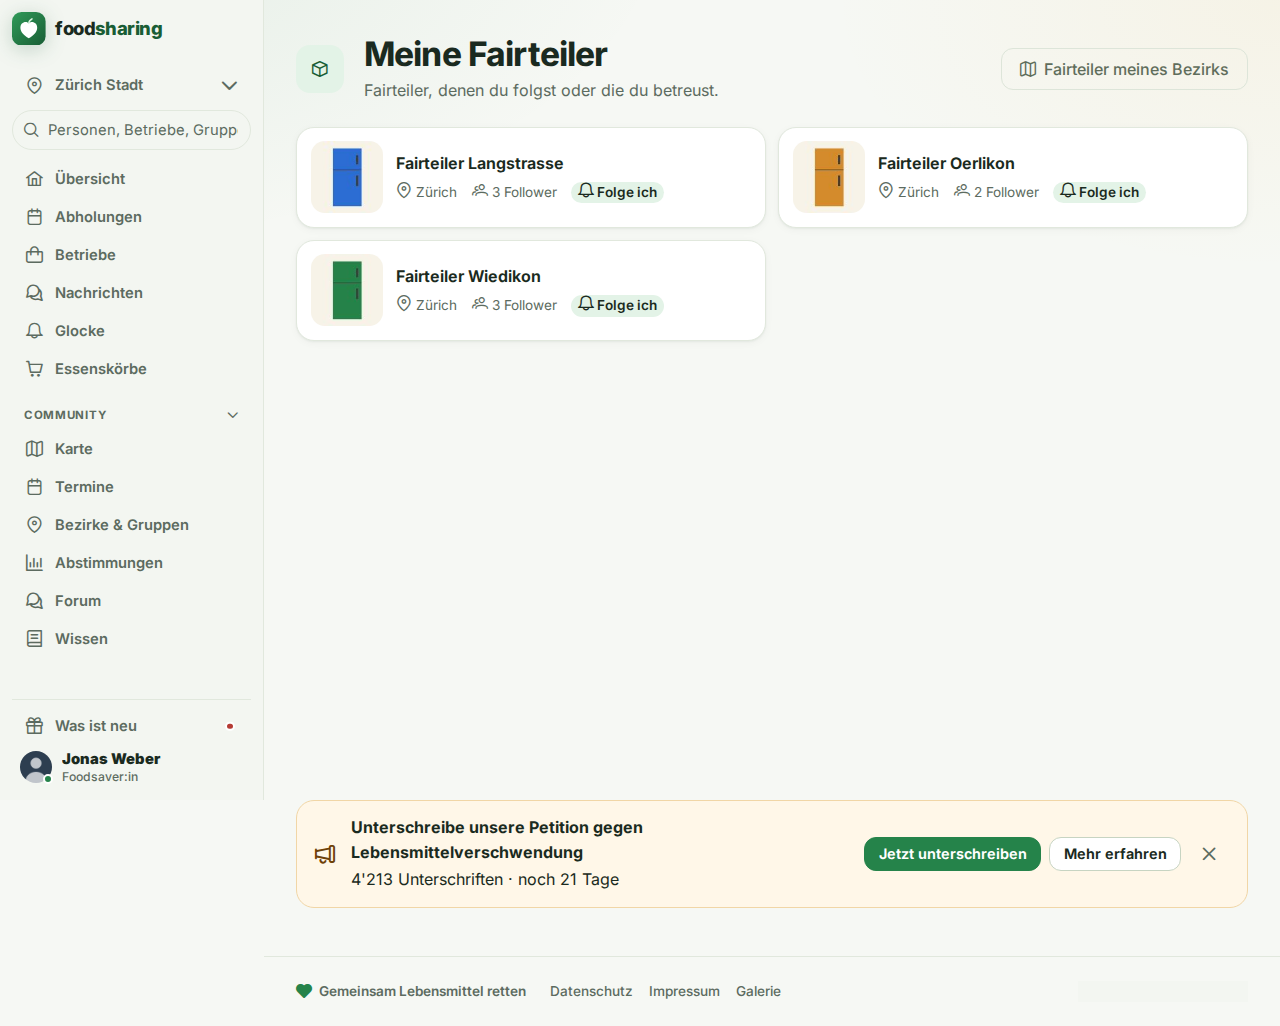 foodsharing
Zürich Stadt
Personen, Betriebe, Grupp
Übersicht
Abholungen
Betriebe
Nachrichten
Glocke
Essenskörbe
COMMUNITY
Karte
Termine
Bezirke & Gruppen
Abstimmungen
Forum
Wissen
Was ist neu
Jonas Weber
Foodsaver:in
Meine Fairteiler
Fairteiler, denen du folgst oder die du betreust.
Fairteiler meines Bezirks
Fairteiler Langstrasse
Zürich 3 Follower Folge ich
Fairteiler Oerlikon
Zürich 2 Follower Folge ich
Fairteiler Wiedikon
Zürich 3 Follower Folge ich
Unterschreibe unsere Petition gegen
Lebensmittelverschwendung
4'213 Unterschriften · noch 21 Tage
Jetzt unterschreiben
Mehr erfahren
Gemeinsam Lebensmittel retten Datenschutz Impressum Galerie